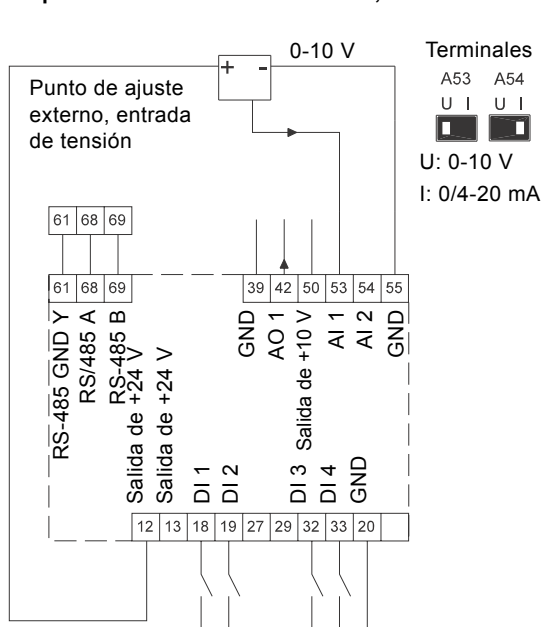 0-10 V
+ -
Punto de ajuste
externo, entrada
de tensión
Terminales
A53 A54
U I U I
U: 0-10 V
I: 0/4-20 mA
61 68 69
61 68 69
39 42 50 53 54 55
RS-485 GND Y
RS/485 A
RS-485 B
Salida de +24 V
Salida de +24 V
DI 1
DI 2
GND
AO 1
Salida de +10 V
AI 1
AI 2
GND
DI 3
DI 4
GND
12 13 18 19 27 29 32 33 20